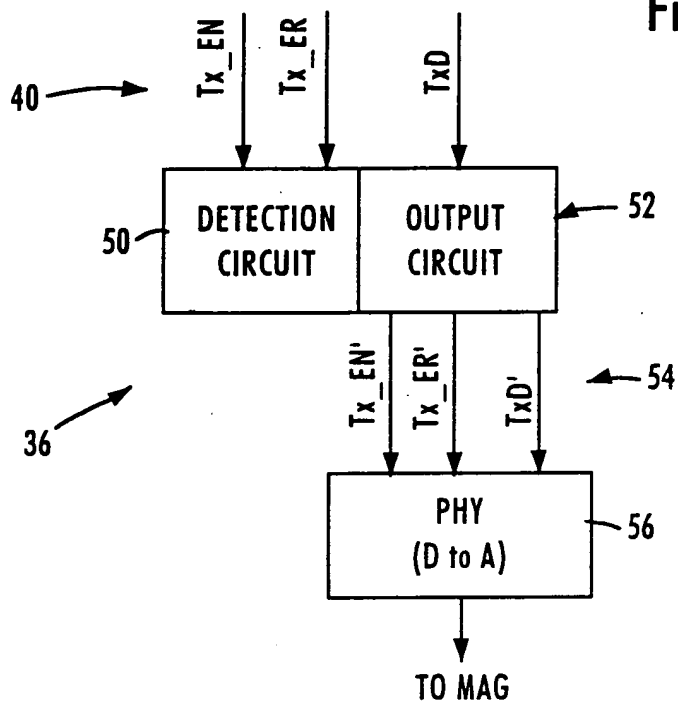 Tx_EN
Tx_ER
TxD
40
DETECTION
CIRCUIT
OUTPUT
CIRCUIT
50
52
Tx_EN'
Tx_ER'
TxD'
54
36
PHY
(D to A)
56
TO MAG